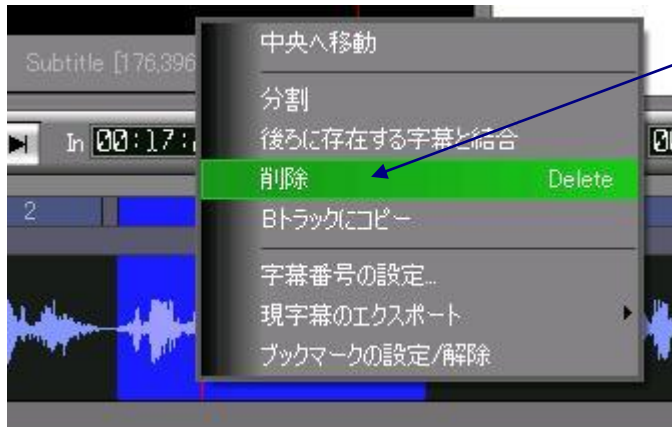 中央へ移動
Subtitle [176,396
分割
In 00:17:
後ろに存在する字幕と結合
削除 Delete
2
Bトラックにコピー
字幕番号の設定...
現字幕のエクスポート
ブックマークの設定/解除